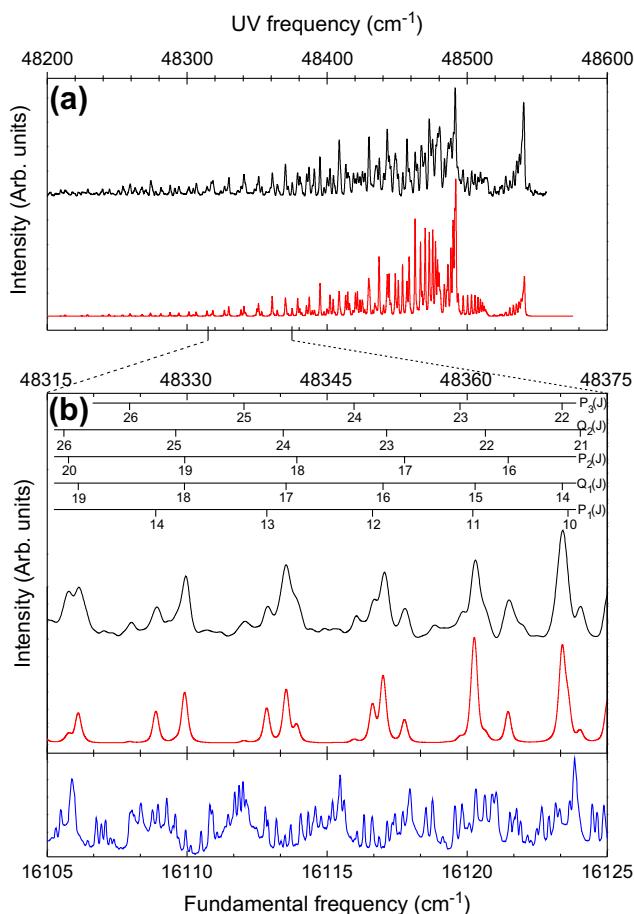 UV frequency (cm⁻¹)
48200 48300 48400 48500 48600
(a)
Intensity (Arb. units)
48315 48330 48345 48360 48375
(b)
P₃(J)
26 25 24 23 22
Q₂(J)
26 25 24 23 22 21
P₂(J)
20 19 18 17 16
Q₁(J)
19 18 17 16 15 14
P₁(J)
14 13 12 11 10
Intensity (Arb. units)
16105 16110 16115 16120 16125
Fundamental frequency (cm⁻¹)